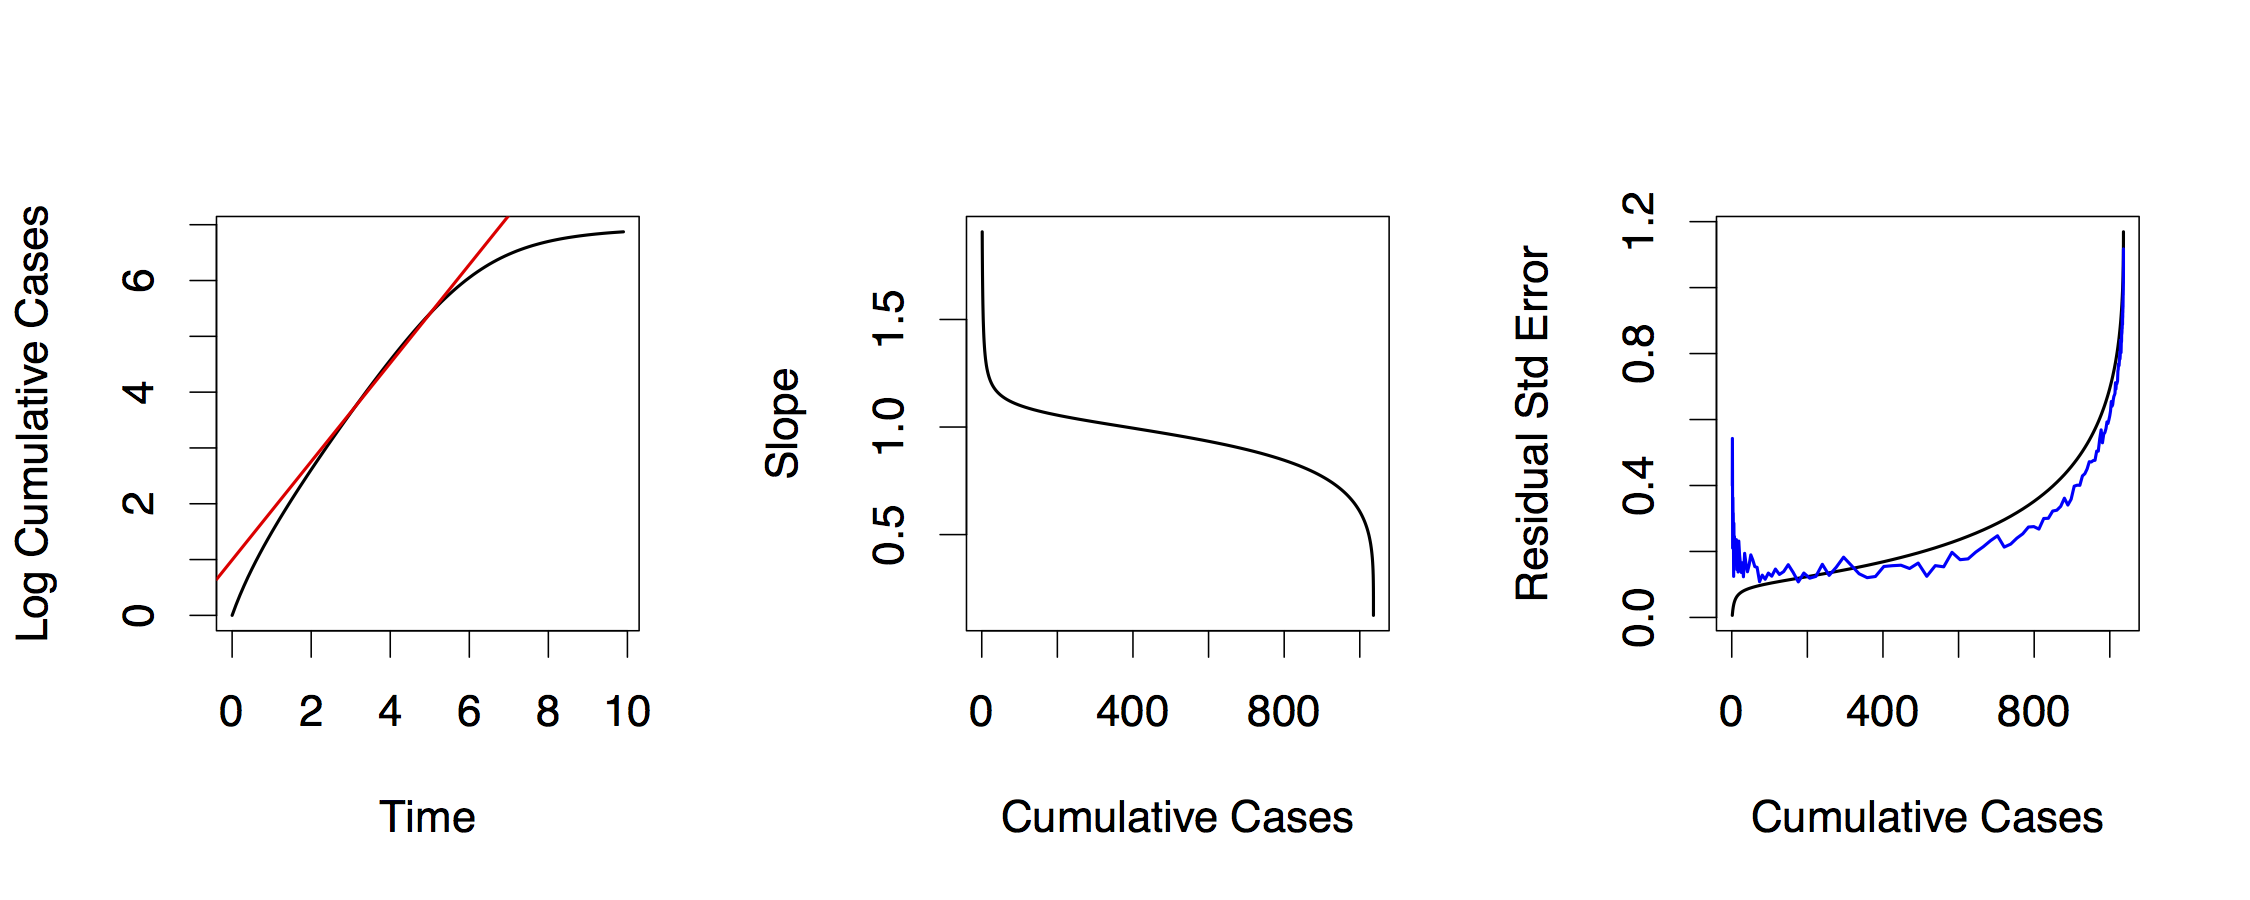 Log Cumulative Cases
0 2 4 6
0 2 4 6 8 10
Time
Slope
0.5 1.0 1.5
0 400 800
Cumulative Cases
Residual Std Error
0.0 0.4 0.8 1.2
0 400 800
Cumulative Cases